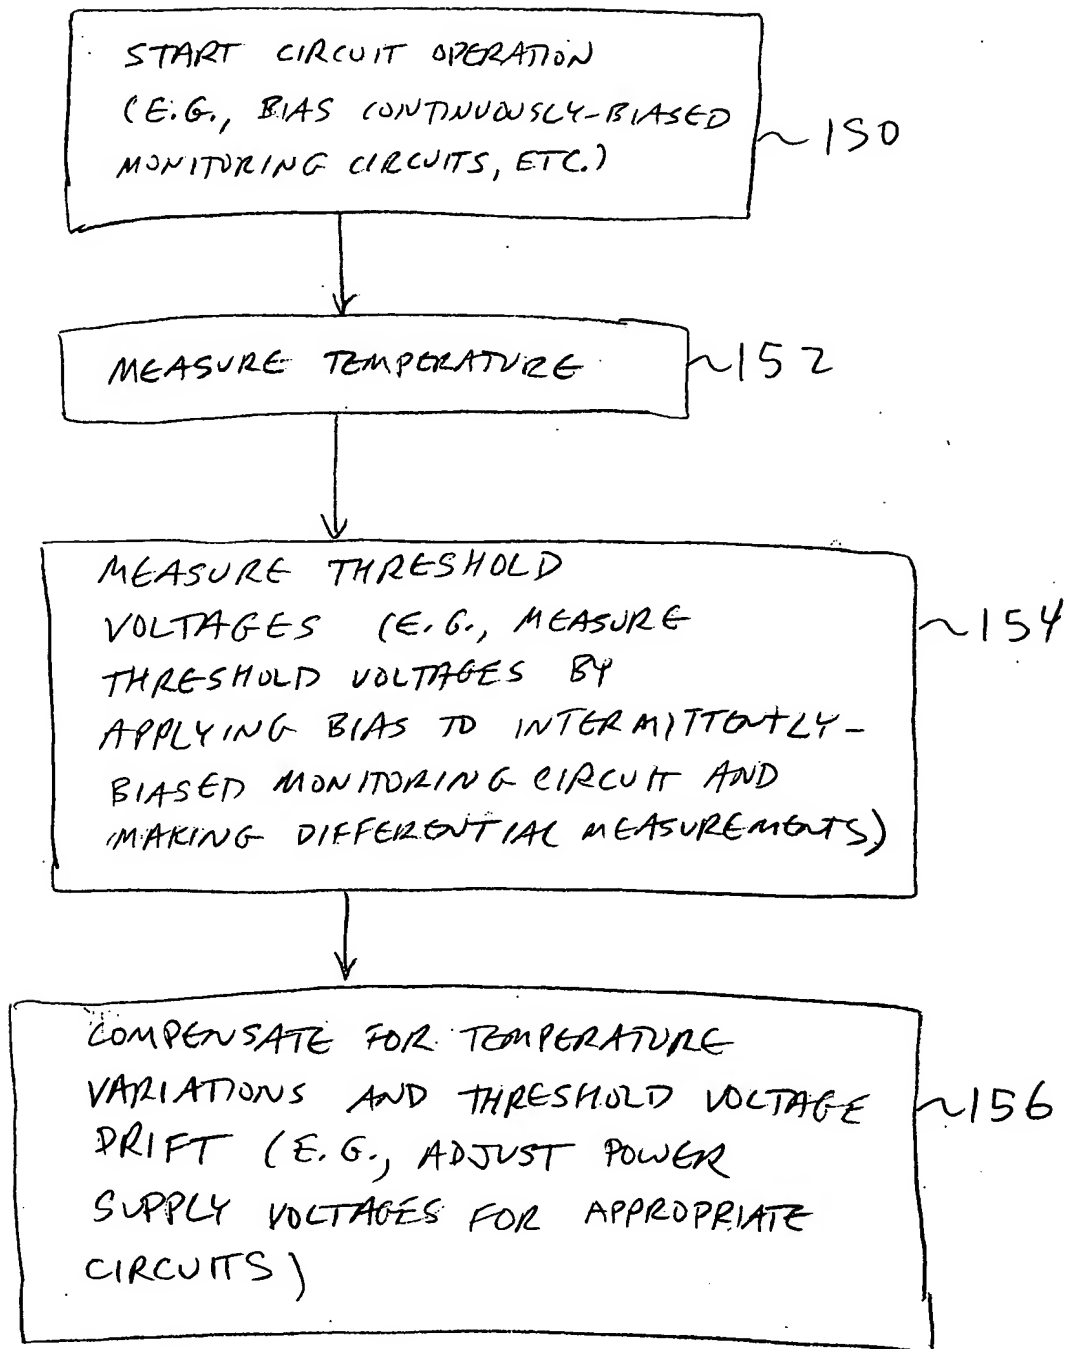 START CIRCUIT OPERATION
(E.G., BIAS CONTINUOUSLY-BIASED
MONITORING CIRCUITS, ETC.)
~150
MEASURE TEMPERATURE
~152
MEASURE THRESHOLD
VOLTAGES (E.G., MEASURE
THRESHOLD VOLTAGES BY
APPLYING BIAS TO INTERMITTENTLY-
BIASED MONITORING CIRCUIT AND
MAKING DIFFERENTIAL MEASUREMENTS)
~154
COMPENSATE FOR TEMPERATURE
VARIATIONS AND THRESHOLD VOLTAGE
DRIFT (E.G., ADJUST POWER
SUPPLY VOLTAGES FOR APPROPRIATE
CIRCUITS)
~156